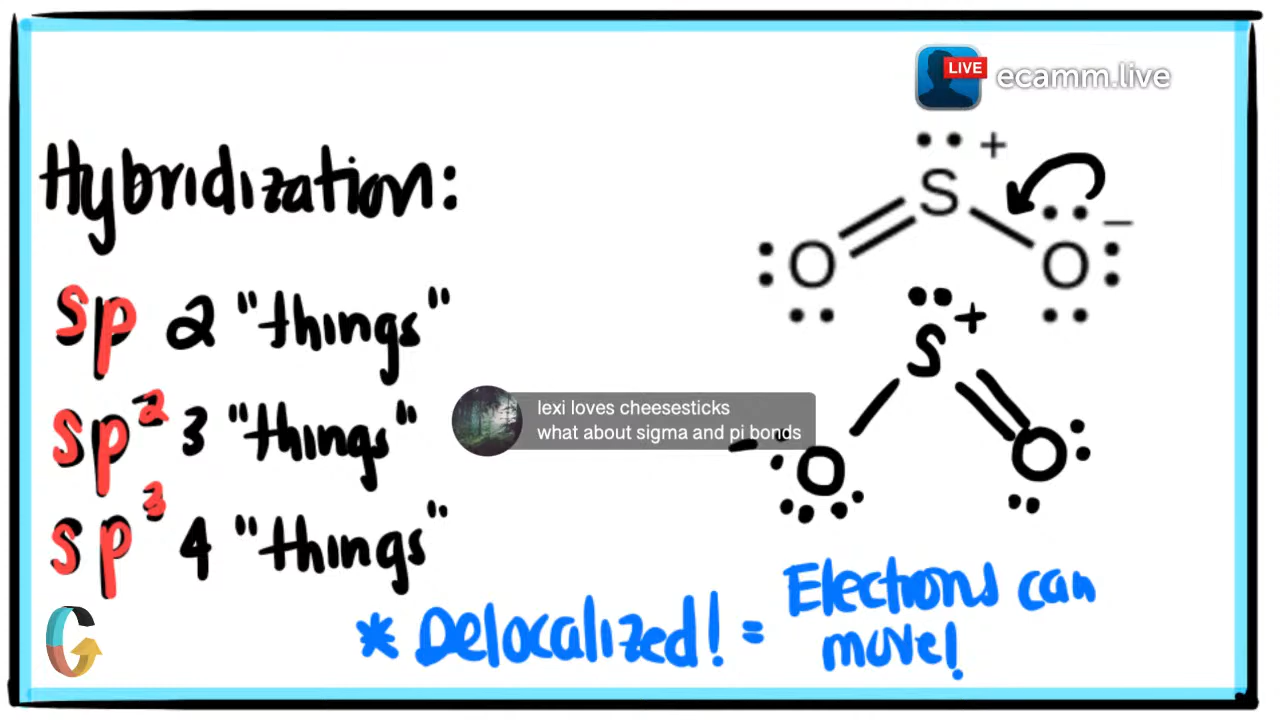 LIVE ecamm.live
Hybridization:
sp 2 "things"
sp² 3 "things"
sp³ 4 "things"
S +
O O −
S +
− O O
lexi loves cheesesticks
what about sigma and pi bonds
* Delocalized! = Electrons can
move!